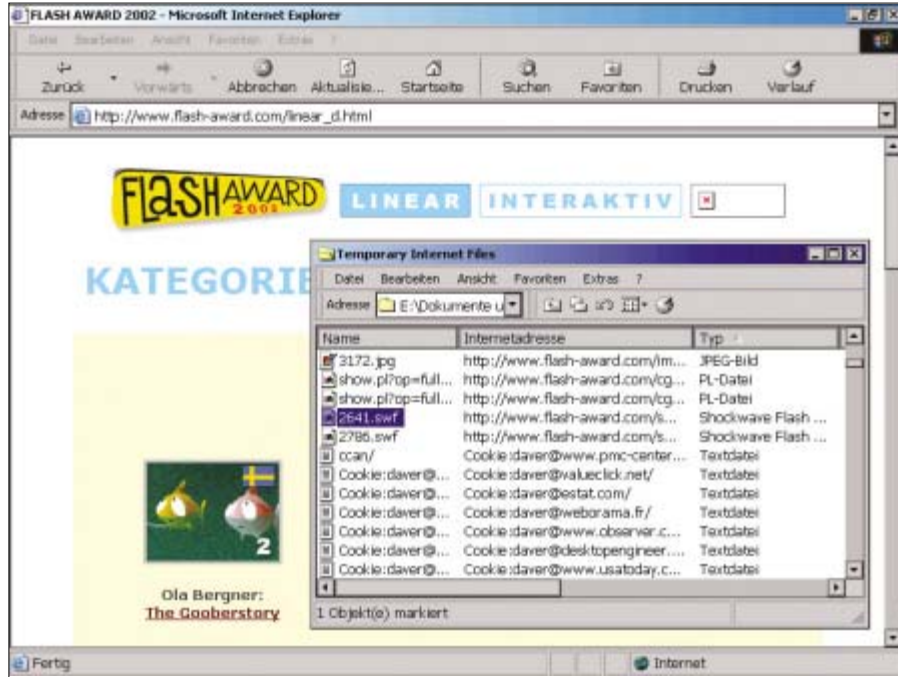 FLASH AWARD 2002 - Microsoft Internet Explorer
Datei Bearbeiten Ansicht Favoriten Extras ?
Zurück Vorwärts Abbrechen Aktualisie... Startseite Suchen Favoriten Drucken Verlauf
Adresse http://www.flash-award.com/linear_d.html
FLaSH AWARD
LINEAR INTERAKTIV
KATEGORIE
Temporary Internet Files
Datei Bearbeiten Ansicht Favoriten Extras ?
Adresse E:\Dokumente u
Name Internetadresse Typ
3172.jpg http://www.flash-award.com/im... JPEG-Bild
show.pl?op=full... http://www.flash-award.com/cg... PL-Datei
show.pl?op=full... http://www.flash-award.com/cg... PL-Datei
2641.swf http://www.flash-award.com/s... Shockwave Flash ...
2786.swf http://www.flash-award.com/s... Shockwave Flash ...
ccan/ Cookie:daver@www.pmc-center... Textdatei
Cookie:daver@... Cookie:daver@valueclick.net/ Textdatei
Cookie:daver@... Cookie:daver@estat.com/ Textdatei
Cookie:daver@... Cookie:daver@weborama.fr/ Textdatei
Cookie:daver@... Cookie:daver@www.observer.c... Textdatei
Cookie:daver@... Cookie:daver@desktopengineer.... Textdatei
Cookie:daver@... Cookie:daver@www.usatoday.c... Textdatei
1 Objekt(e) markiert
2
Ola Bergner:
The Gooberstory
Fertig Internet